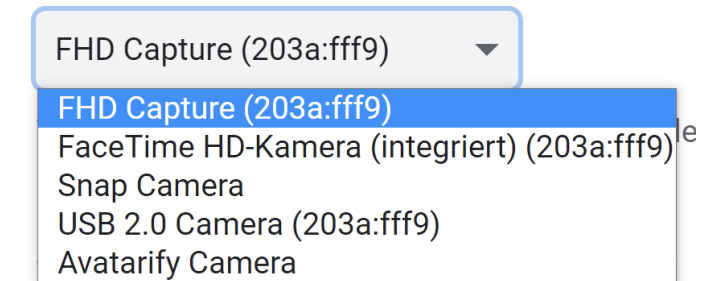 FHD Capture (203a:fff9)
FHD Capture (203a:fff9)
FaceTime HD-Kamera (integriert) (203a:fff9)
Snap Camera
USB 2.0 Camera (203a:fff9)
Avatarify Camera